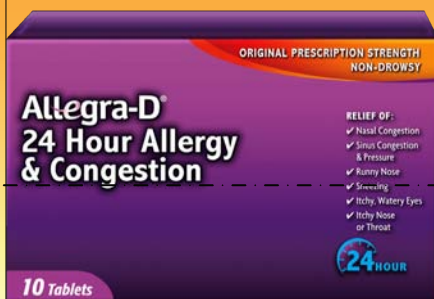 ORIGINAL PRESCRIPTION STRENGTH
NON-DROWSY
Allegra-D®
24 Hour Allergy
& Congestion
RELIEF OF:
✓ Nasal Congestion
✓ Sinus Congestion
& Pressure
✓ Runny Nose
✓ Sneezing
✓ Itchy, Watery Eyes
✓ Itchy Nose
or Throat
24 HOUR
10 Tablets